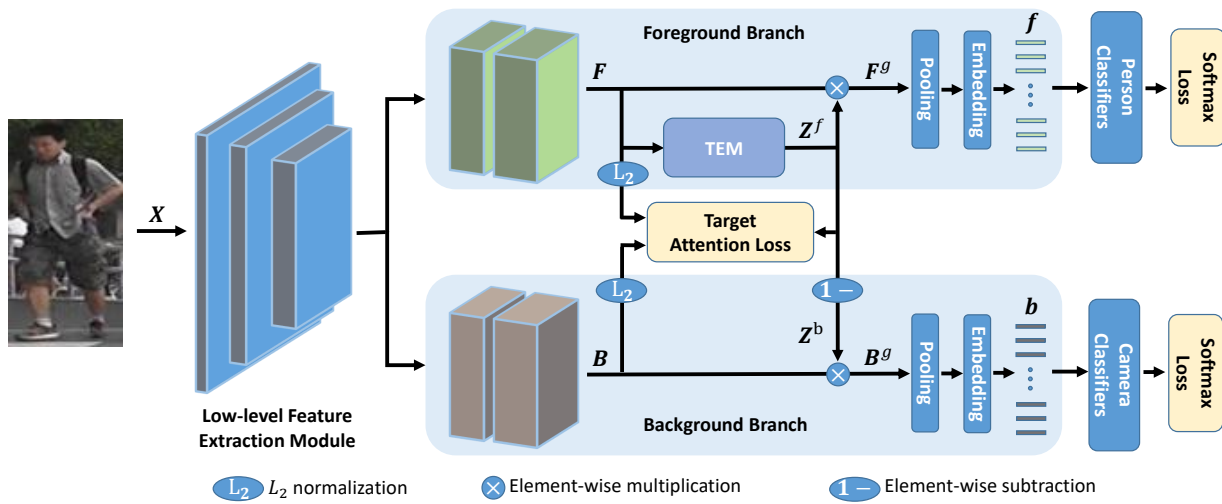 Foreground Branch
f
F
F^g
Pooling
Embedding
Person
Classifiers
Softmax
Loss
TEM
Z^f
L₂
X
Target
Attention Loss
L₂
1 −
Z^b
b
B
B^g
Pooling
Embedding
Camera
Classifiers
Softmax
Loss
Background Branch
Low-level Feature
Extraction Module
L₂ L₂ normalization
× Element-wise multiplication
1 − Element-wise subtraction